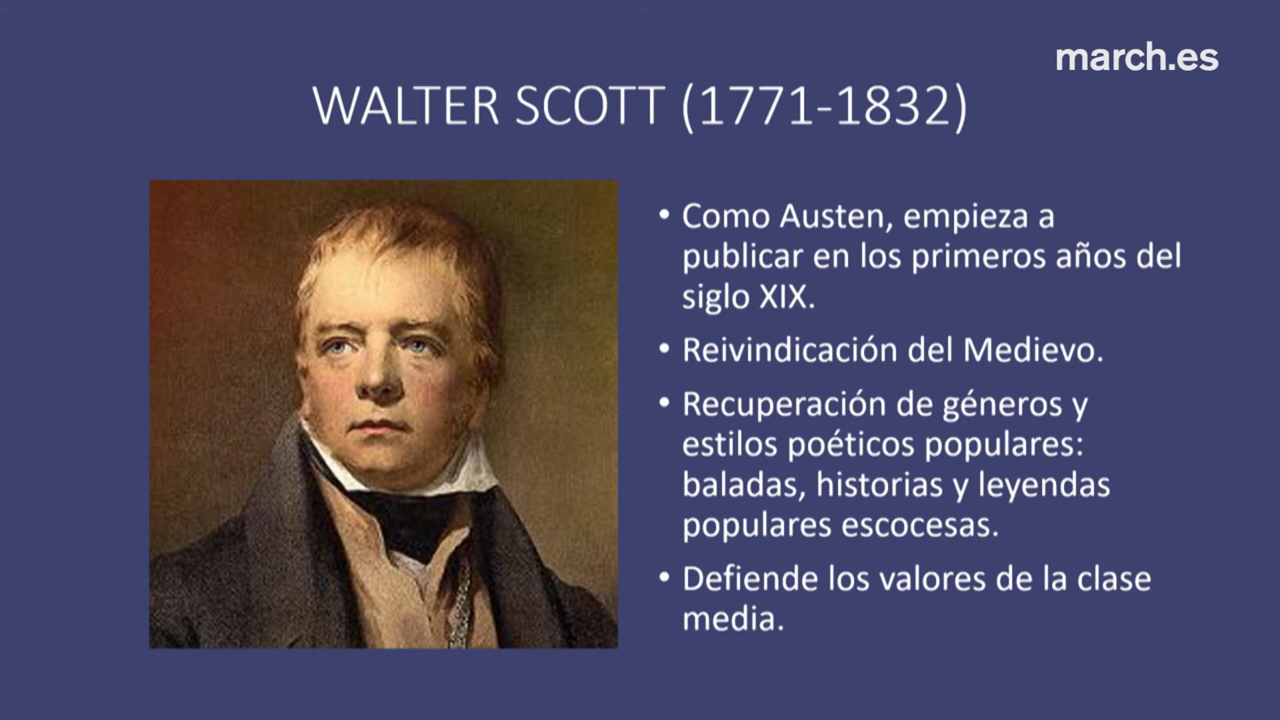 march.es
WALTER SCOTT (1771-1832)
• Como Austen, empieza a
publicar en los primeros años del
siglo XIX.
• Reivindicación del Medievo.
• Recuperación de géneros y
estilos poéticos populares:
baladas, historias y leyendas
populares escocesas.
• Defiende los valores de la clase
media.